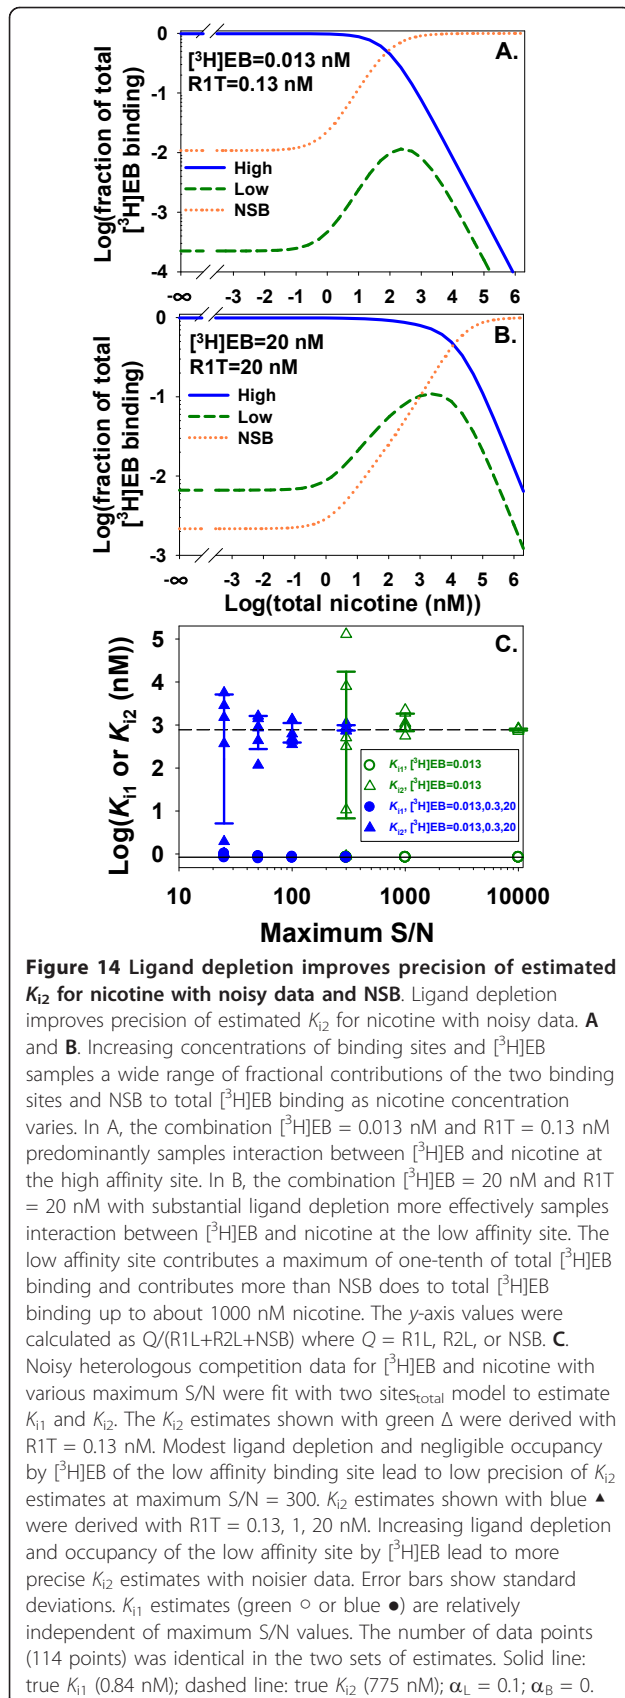 A.
[³H]EB=0.013 nM
R1T=0.13 nM
High
Low
NSB
Log(fraction of total
[³H]EB binding)
0
-1
-2
-3
-4
-∞ -3 -2 -1 0 1 2 3 4 5 6
B.
[³H]EB=20 nM
R1T=20 nM
High
Low
NSB
Log(fraction of total
[³H]EB binding)
0
-1
-2
-3
-∞ -3 -2 -1 0 1 2 3 4 5 6
Log(total nicotine (nM))
C.
Log(Ki1 or Ki2 (nM))
5
4
3
2
1
0
Ki1, [³H]EB=0.013
Ki2, [³H]EB=0.013
Ki1, [³H]EB=0.013,0.3,20
Ki2, [³H]EB=0.013,0.3,20
10 100 1000 10000
Maximum S/N
Figure 14 Ligand depletion improves precision of estimated
Ki2 for nicotine with noisy data and NSB. Ligand depletion
improves precision of estimated Ki2 for nicotine with noisy data. A
and B. Increasing concentrations of binding sites and [³H]EB
samples a wide range of fractional contributions of the two binding
sites and NSB to total [³H]EB binding as nicotine concentration
varies. In A, the combination [³H]EB = 0.013 nM and R1T = 0.13 nM
predominantly samples interaction between [³H]EB and nicotine at
the high affinity site. In B, the combination [³H]EB = 20 nM and R1T
= 20 nM with substantial ligand depletion more effectively samples
interaction between [³H]EB and nicotine at the low affinity site. The
low affinity site contributes a maximum of one-tenth of total [³H]EB
binding and contributes more than NSB does to total [³H]EB
binding up to about 1000 nM nicotine. The y-axis values were
calculated as Q/(R1L+R2L+NSB) where Q = R1L, R2L, or NSB. C.
Noisy heterologous competition data for [³H]EB and nicotine with
various maximum S/N were fit with two sites_total model to estimate
Ki1 and Ki2. The Ki2 estimates shown with green Δ were derived with
R1T = 0.13 nM. Modest ligand depletion and negligible occupancy
by [³H]EB of the low affinity binding site lead to low precision of Ki2
estimates at maximum S/N = 300. Ki2 estimates shown with blue ▲
were derived with R1T = 0.13, 1, 20 nM. Increasing ligand depletion
and occupancy of the low affinity site by [³H]EB lead to more
precise Ki2 estimates with noisier data. Error bars show standard
deviations. Ki1 estimates (green ○ or blue ●) are relatively
independent of maximum S/N values. The number of data points
(114 points) was identical in the two sets of estimates. Solid line:
true Ki1 (0.84 nM); dashed line: true Ki2 (775 nM); αL = 0.1; αB = 0.